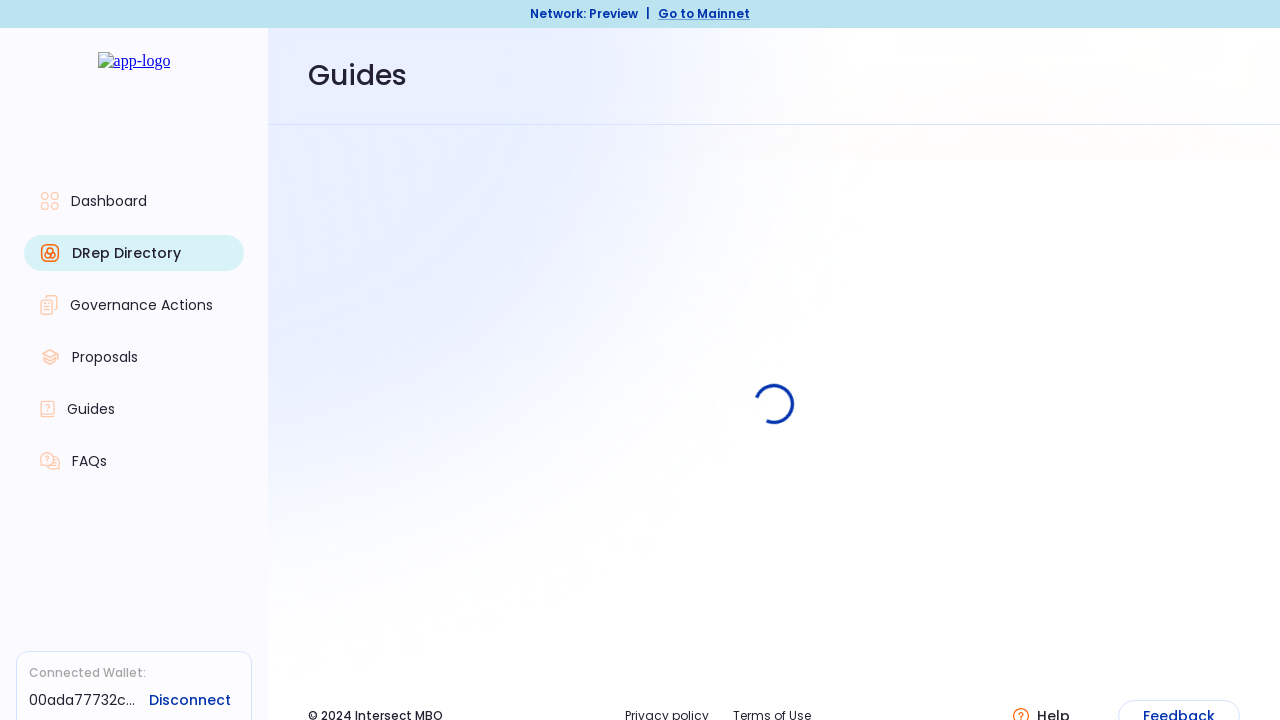 Network: Preview | Go to Mainnet
app-logo
Guides
Dashboard
DRep Directory
Governance Actions
Proposals
Guides
FAQs
Connected Wallet:
00ada77732c... Disconnect
© 2024 Intersect MBO
Privacy policy
Terms of Use
Help
Feedback